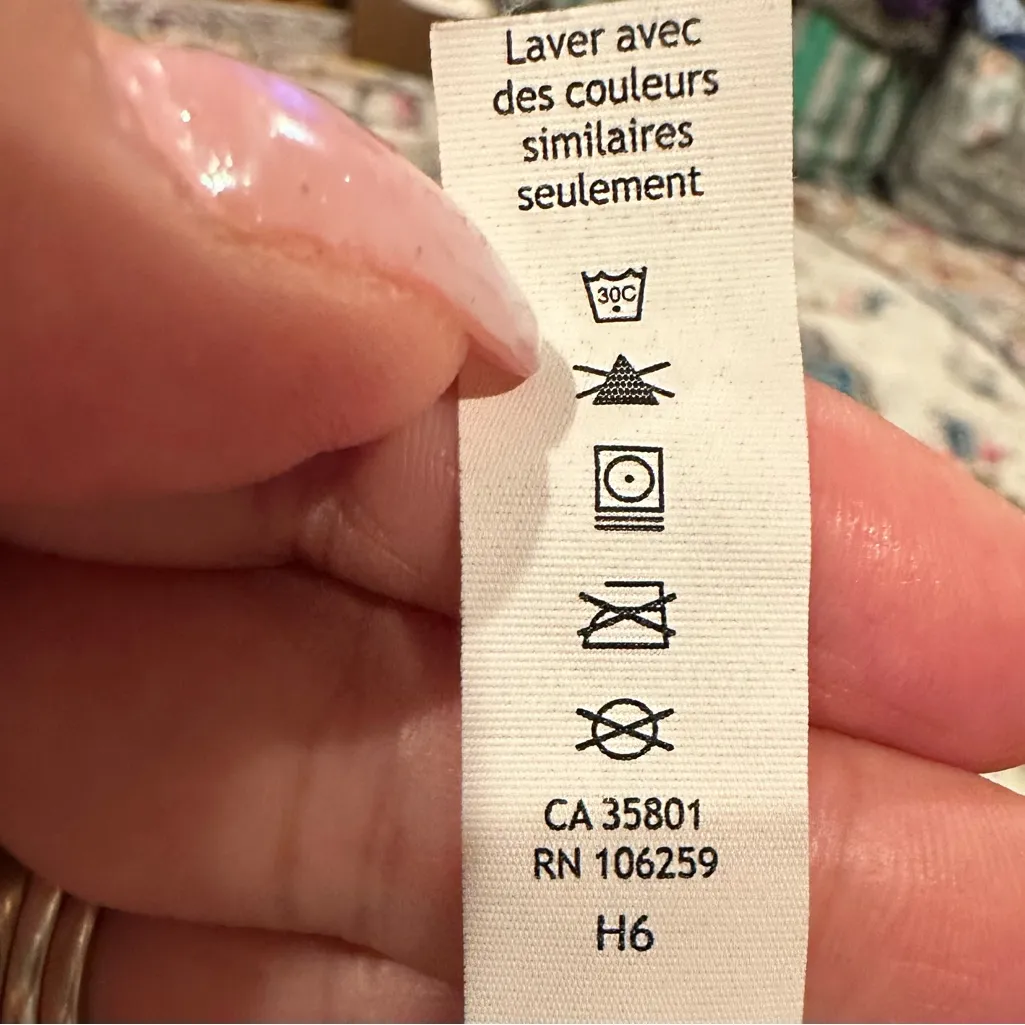 Laver avec
des couleurs
similaires
seulement
30C
CA 35801
RN 106259
H6